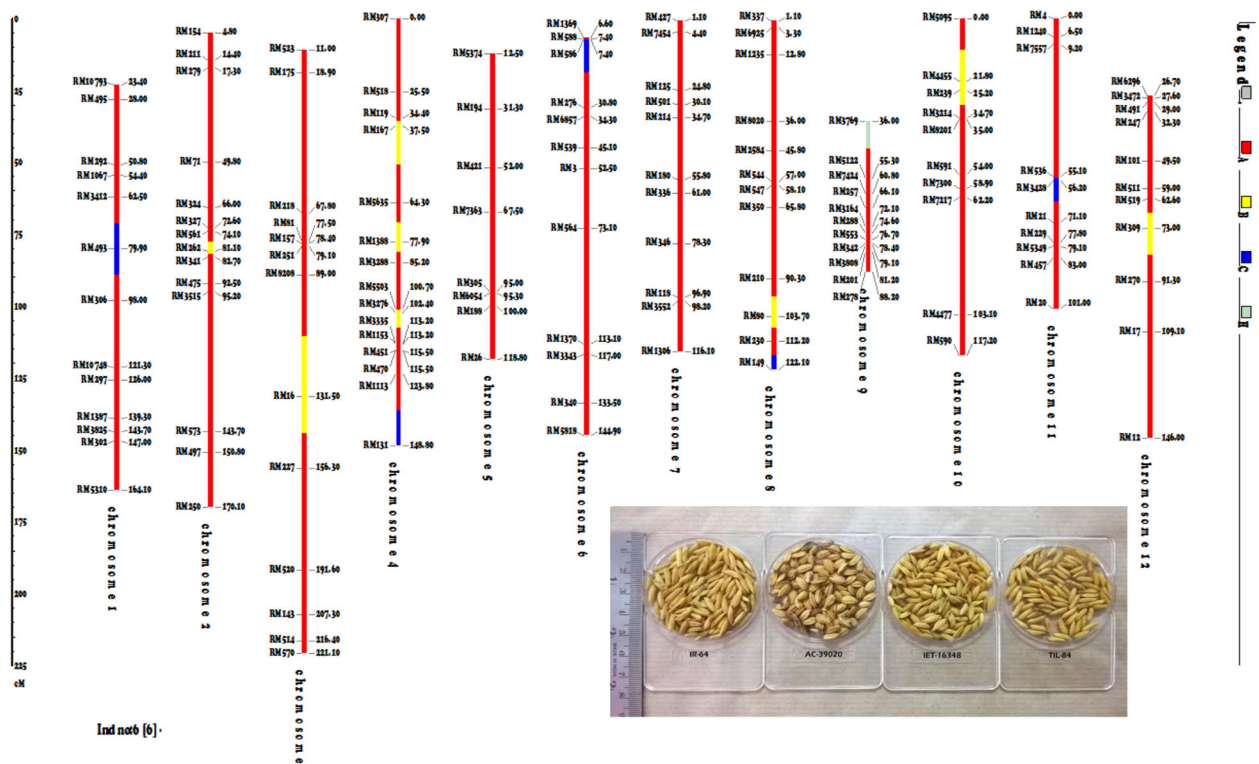 0
25
50
75
100
125
150
175
200
225
cM
RM10793 23.40
RM495 28.00
RM292 50.80
RM1067 54.40
RM3412 62.50
RM493 79.90
RM306 98.00
RM10748 121.30
RM297 126.00
RM1387 139.30
RM3825 143.70
RM302 147.00
RM5310 164.10
chromosome 1
RM154 4.80
RM211 14.40
RM279 17.30
RM71 49.80
RM324 66.00
RM327 72.60
RM561 74.10
RM262 81.10
RM341 82.70
RM475 92.50
RM3515 95.20
RM573 143.70
RM497 150.80
RM250 170.10
chromosome 2
RM523 11.00
RM175 18.90
RM218 67.80
RM81 77.50
RM157 78.40
RM251 79.10
RM8208 89.00
RM16 131.50
RM227 156.30
RM520 191.60
RM143 207.30
RM514 216.40
RM570 221.10
chromosome
RM307 0.00
RM518 25.50
RM119 34.40
RM167 37.50
RM5635 64.30
RM1388 77.90
RM3288 85.20
RM5503 100.70
RM3276 102.40
RM3335 113.20
RM1153 113.20
RM451 115.50
RM470 115.50
RM1113 123.80
RM131 148.80
chromosome 4
RM5374 12.50
RM194 31.30
RM421 52.00
RM7363 67.50
RM305 95.00
RM6054 95.30
RM188 100.00
RM26 118.80
chromosome 5
RM1369 6.60
RM588 7.40
RM586 7.40
RM276 30.80
RM6957 34.30
RM539 45.10
RM3 52.50
RM564 73.10
RM1370 113.10
RM3343 117.00
RM340 133.50
RM5818 144.90
chromosome 6
RM427 1.10
RM7454 4.40
RM125 24.80
RM501 30.10
RM214 34.70
RM180 55.80
RM336 61.00
RM346 78.30
RM118 96.90
RM3552 98.20
RM1306 116.10
chromosome 7
RM337 1.10
RM6925 3.30
RM1235 12.80
RM8020 36.00
RM2584 45.80
RM544 57.00
RM547 58.10
RM350 65.80
RM210 90.30
RM80 103.70
RM230 112.20
RM149 122.10
chromosome 8
RM3769 36.00
RM5122 55.30
RM7424 60.80
RM257 66.10
RM3164 72.10
RM288 74.60
RM553 76.70
RM342 78.40
RM3808 79.10
RM201 81.20
RM278 88.20
chromosome 9
RM5095 0.00
RM4455 21.80
RM239 25.20
RM3214 34.70
RM8201 35.00
RM591 54.00
RM7300 58.90
RM7217 62.20
RM4477 103.10
RM590 117.20
chromosome 10
RM4 0.00
RM1240 6.50
RM7557 9.20
RM536 55.10
RM3428 56.20
RM21 71.10
RM229 77.80
RM5349 79.10
RM457 83.00
RM20 101.00
chromosome 11
RM6296 26.70
RM3472 27.60
RM491 29.00
RM247 32.30
RM101 49.50
RM511 59.00
RM519 62.60
RM309 73.00
RM270 91.30
RM17 109.10
RM12 146.00
chromosome 12
Legend
-
A
B
C
H
IR-64
AC-39020
IET-16348
TIL-84
Ind no6 [6] -